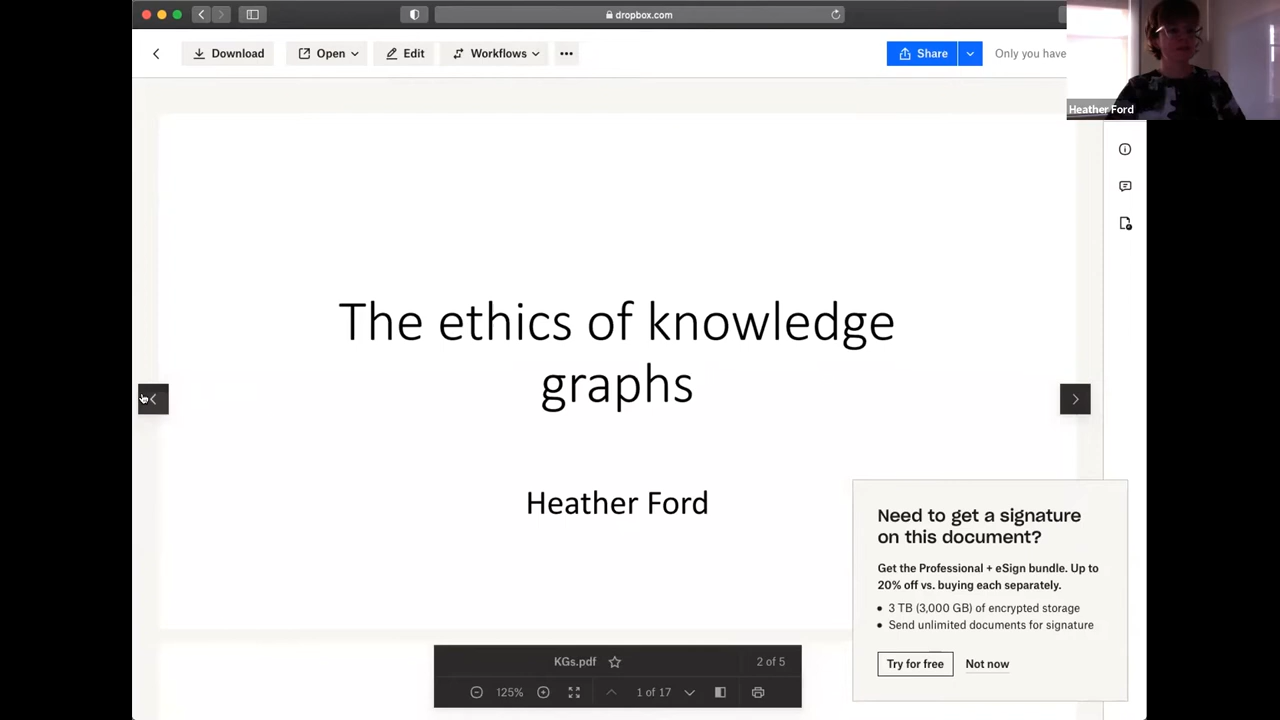 dropbox.com
Download
Open
Edit
Workflows
Share
Only you have
Heather Ford
The ethics of knowledge
graphs
Heather Ford
Need to get a signature
on this document?
Get the Professional + eSign bundle. Up to
20% off vs. buying each separately.
• 3 TB (3,000 GB) of encrypted storage
• Send unlimited documents for signature
Try for free
Not now
KGs.pdf
2 of 5
125%
1 of 17